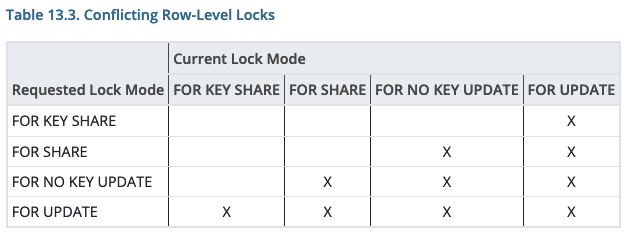 Table 13.3. Conflicting Row-Level Locks
Current Lock Mode
Requested Lock Mode FOR KEY SHARE FOR SHARE FOR NO KEY UPDATE FOR UPDATE
FOR KEY SHARE X
FOR SHARE X X
FOR NO KEY UPDATE X X X
FOR UPDATE X X X X